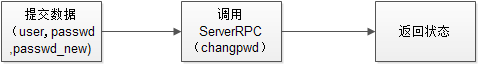 提交数据
（user, passwd
,passwd_new)
调用
ServerRPC
（changpwd）
返回状态